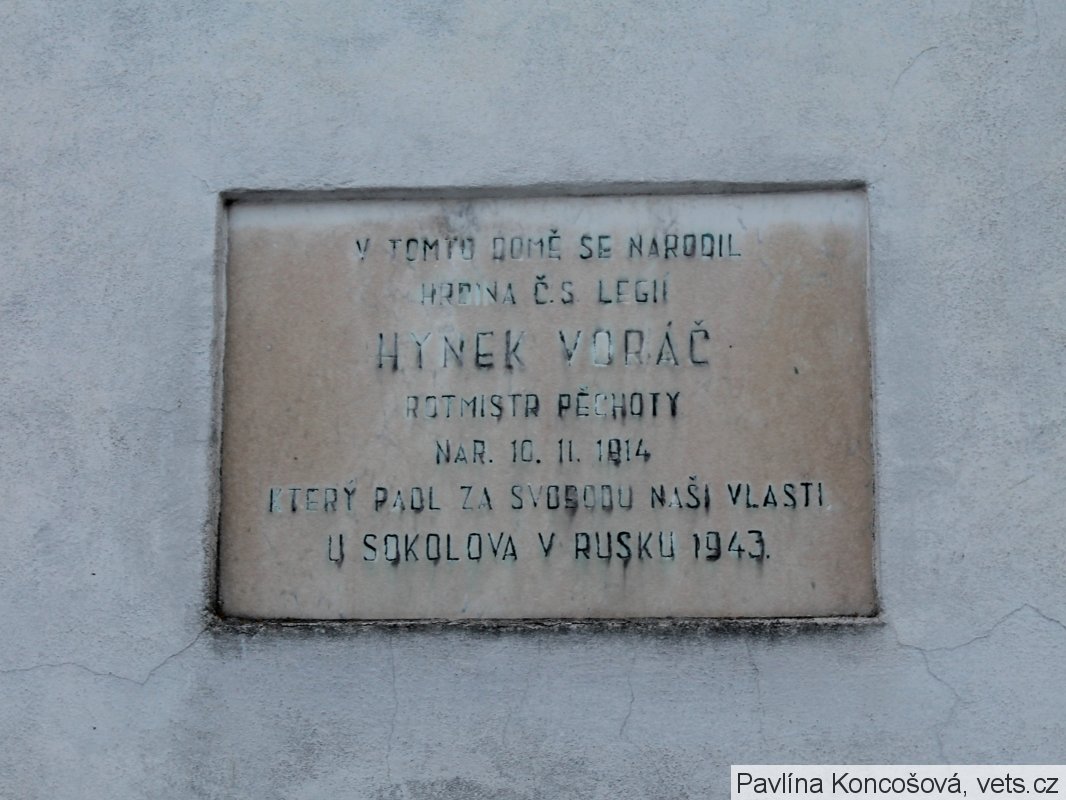 V TOMTO DOMĚ SE NARODIL
HRDINA Č.S. LEGIÍ
HYNEK VORÁČ
ROTMISTR PĚCHOTY
NAR. 10. 11. 1914
KTERÝ PADL ZA SVOBODU NAŠI VLASTI,
U SOKOLOVA V RUSKU 1943.
Pavlína Koncošová, vets.cz